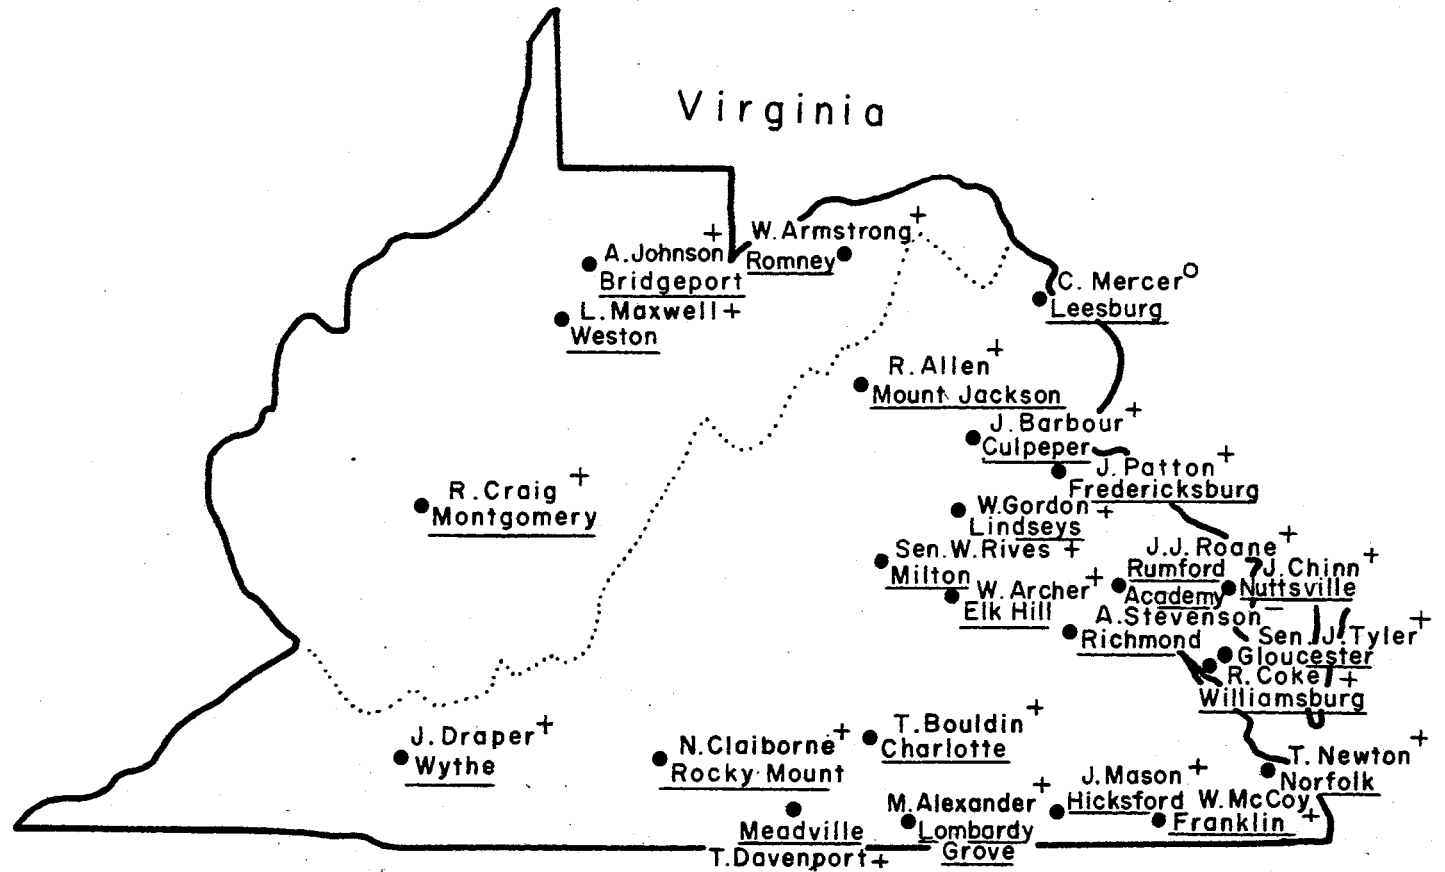 Virginia
W. Armstrong +
Romney
A. Johnson +
Bridgeport
L. Maxwell +
Weston
C. Mercer o
Leesburg
R. Allen +
Mount Jackson
J. Barbour +
Culpeper
J. Patton +
Fredericksburg
R. Craig +
Montgomery
W. Gordon +
Lindseys
Sen. W. Rives +
Milton
W. Archer +
Elk Hill
J. J. Roane +
Rumford
Academy
J. Chinn +
Nuttsville
A. Stevenson –
Richmond
Sen. J. Tyler +
Gloucester
R. Coke +
Williamsburg
J. Draper +
Wythe
N. Claiborne +
Rocky Mount
T. Bouldin +
Charlotte
T. Newton +
Norfolk
J. Mason +
Hicksford
W. McCoy +
Franklin
M. Alexander +
Lombardy
Grove
Meadville
T. Davenport +